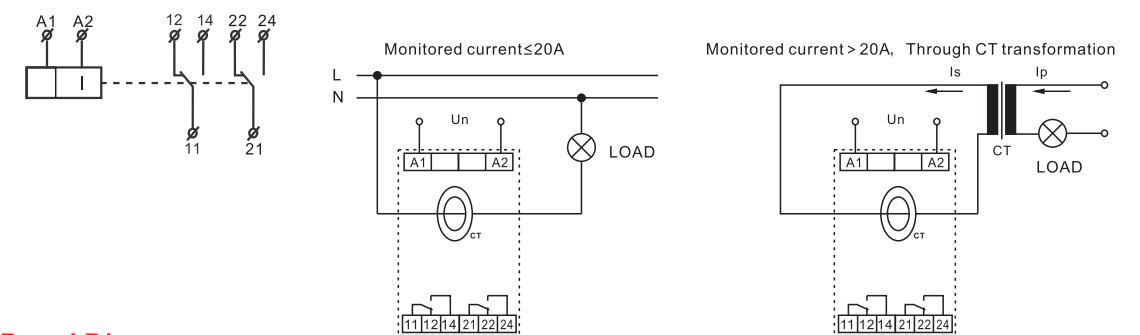 A1 A2 12 14 22 24
I
11 21
Monitored current≤20A
L
N
Un
A1 A2
LOAD
CT
11 12 14 21 22 24
Monitored current > 20A, Through CT transformation
Is Ip
Un
CT
LOAD
A1 A2
CT
11 12 14 21 22 24